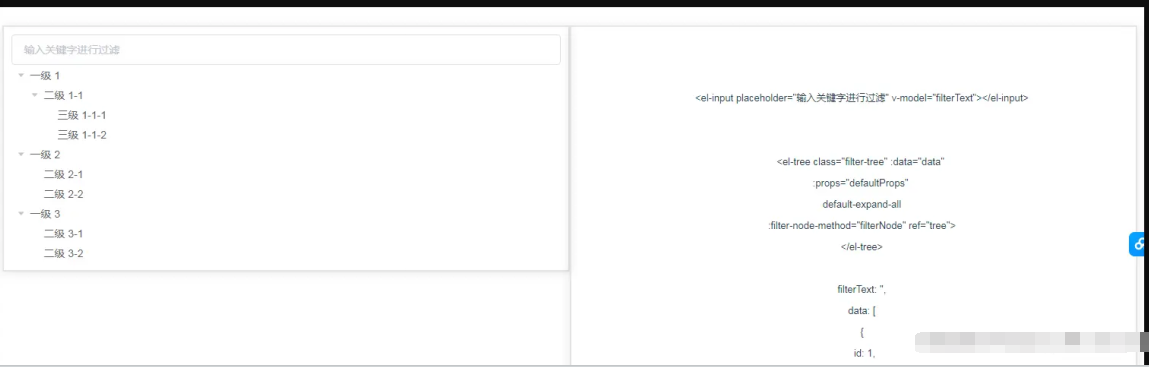 输入关键字进行过滤
一级 1
二级 1-1
三级 1-1-1
三级 1-1-2
一级 2
二级 2-1
二级 2-2
一级 3
二级 3-1
二级 3-2
<el-input placeholder="输入关键字进行过滤" v-model="filterText"></el-input>
<el-tree class="filter-tree" :data="data"
:props="defaultProps"
default-expand-all
:filter-node-method="filterNode" ref="tree">
</el-tree>
filterText: '',
data: [
{
id: 1,